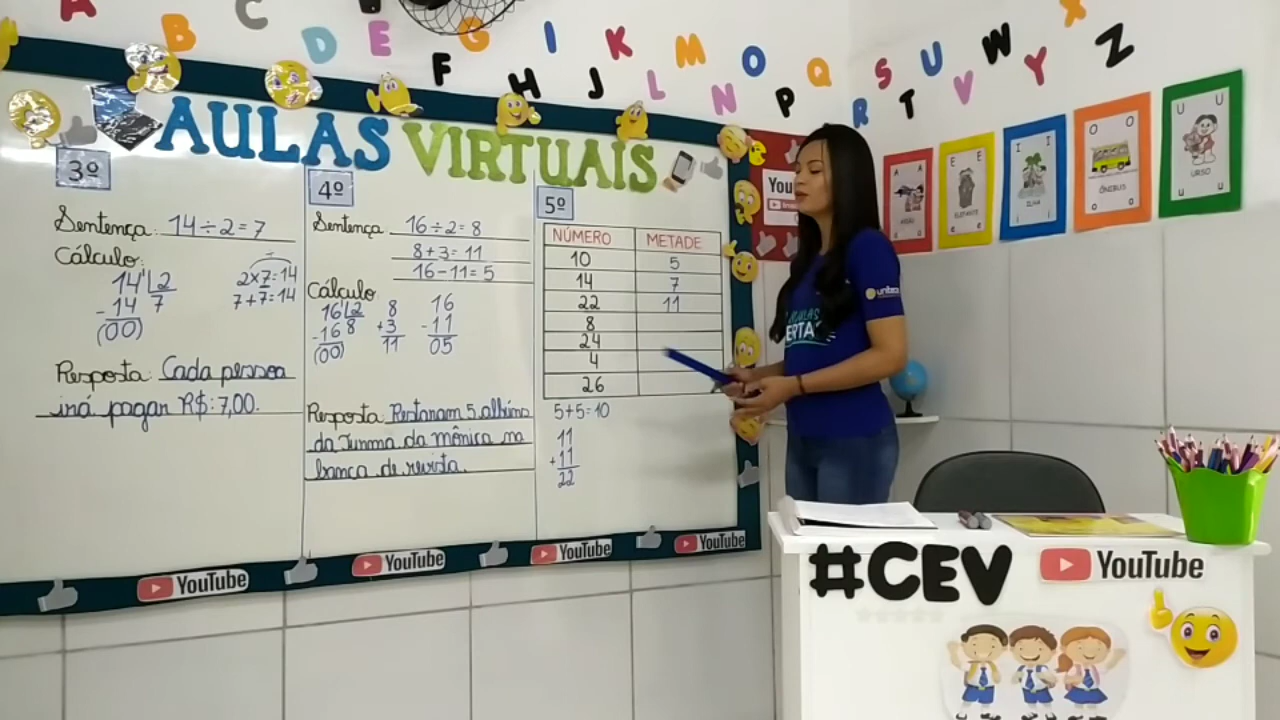 A B C D E F G H I J K L M N O P Q R S T U V W X Y Z
AULAS VIRTUAIS
3º
Sentença: 14÷2=7
Cálculo:
14 2
-14 7
(00)
2x7=14
7+7=14
Resposta: Cada pessoa
irá pagar R$:7,00.
4º
Sentença 16÷2=8
8+3=11
16-11=5
Cálculo
16 2
-16 8
(00)
8
+3
11
16
-11
05
Resposta: Restaram 5 álbuns
da Turma da mônica na
banca de revista.
5º
NÚMERO METADE
10 5
14 7
22 11
8
24
4
26
5+5=10
11
+11
22
YouTube
YouTube
YouTube
YouTube
You
A A
E E
ELEFANTE
I I
ILHA
O O
ÔNIBUS
o o
U U
URSO
u u
#CEV YouTube